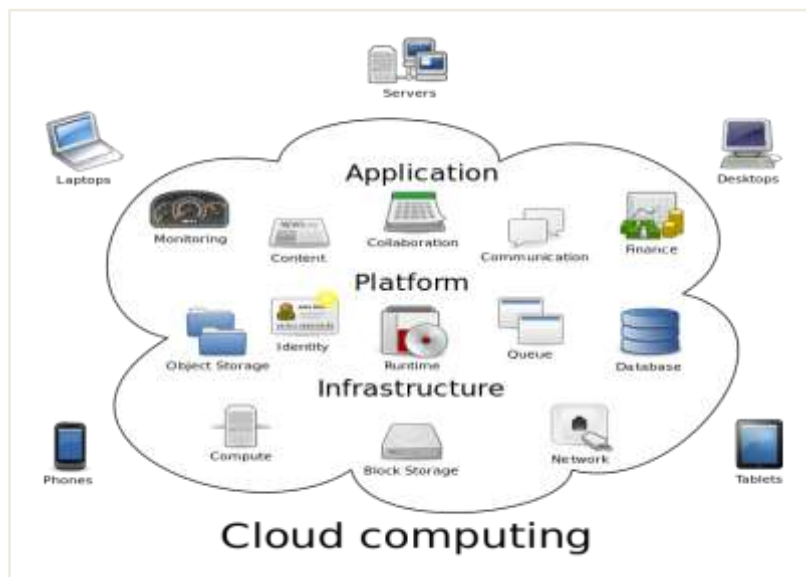 Servers
Laptops
Desktops
Application
Monitoring
Content
Collaboration
Communication
Finance
Platform
Object Storage
Identity
Runtime
Queue
Database
Infrastructure
Compute
Block Storage
Network
Phones
Tablets
Cloud computing